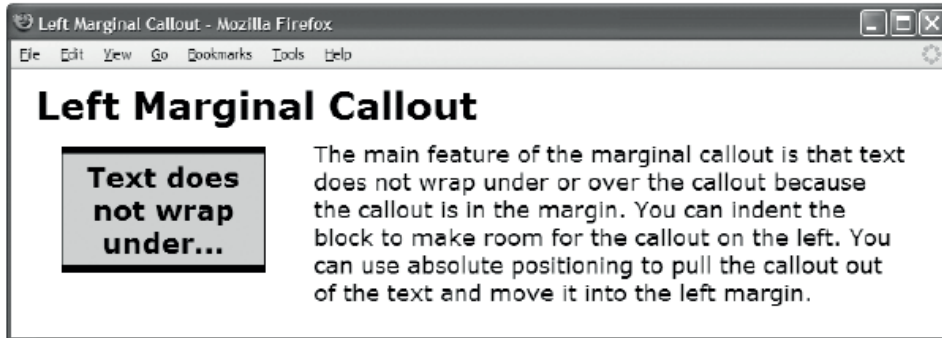 Left Marginal Callout - Mozilla Firefox
File Edit View Go Bookmarks Tools Help
Left Marginal Callout
Text does
not wrap
under...
The main feature of the marginal callout is that text
does not wrap under or over the callout because
the callout is in the margin. You can indent the
block to make room for the callout on the left. You
can use absolute positioning to pull the callout out
of the text and move it into the left margin.